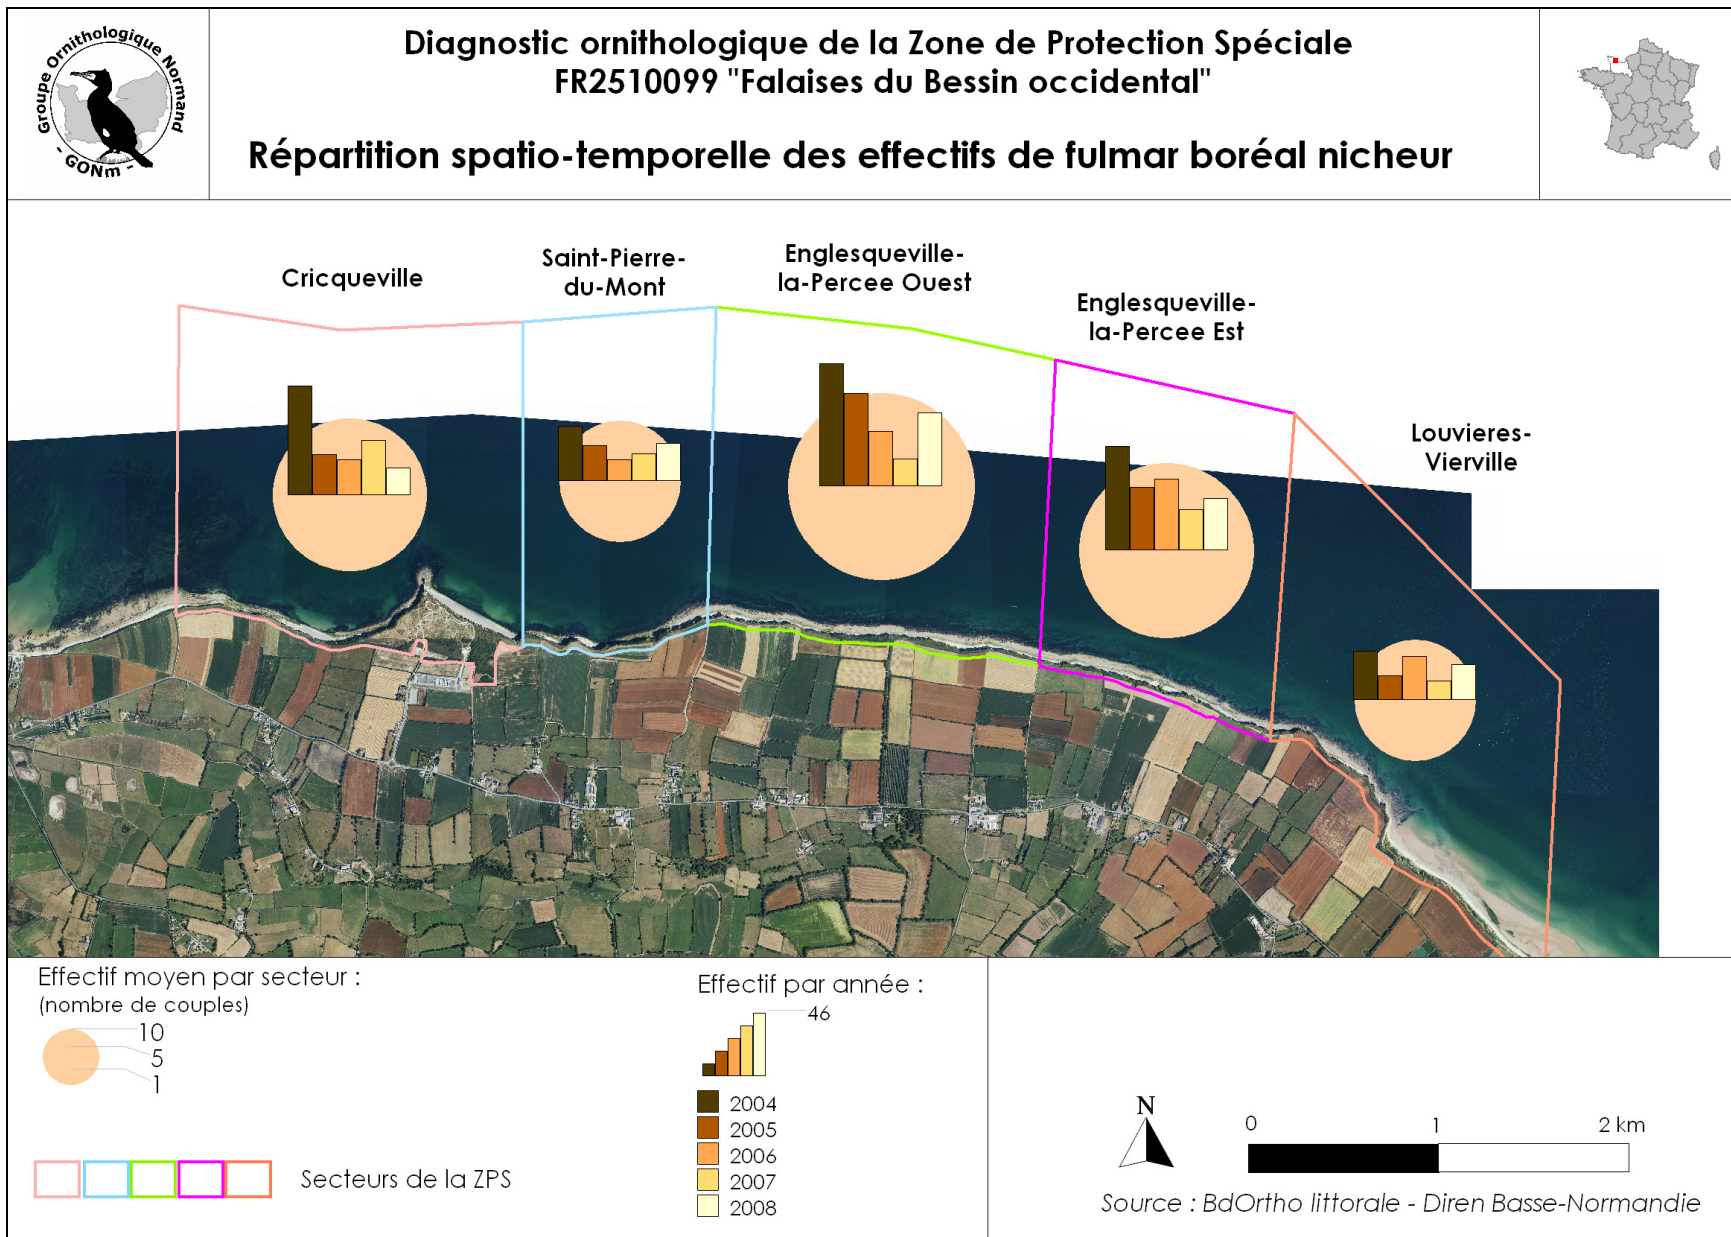 Groupe Ornithologique Normand
- GONm -
Diagnostic ornithologique de la Zone de Protection Spéciale
FR2510099 "Falaises du Bessin occidental"
Répartition spatio-temporelle des effectifs de fulmar boréal nicheur
Cricqueville
Saint-Pierre-
du-Mont
Englesqueville-
la-Percee Ouest
Englesqueville-
la-Percee Est
Louvieres-
Vierville
Effectif moyen par secteur :
(nombre de couples)
10
5
1
Secteurs de la ZPS
Effectif par année :
46
2004
2005
2006
2007
2008
N
0 1 2 km
Source : BdOrtho littorale - Diren Basse-Normandie